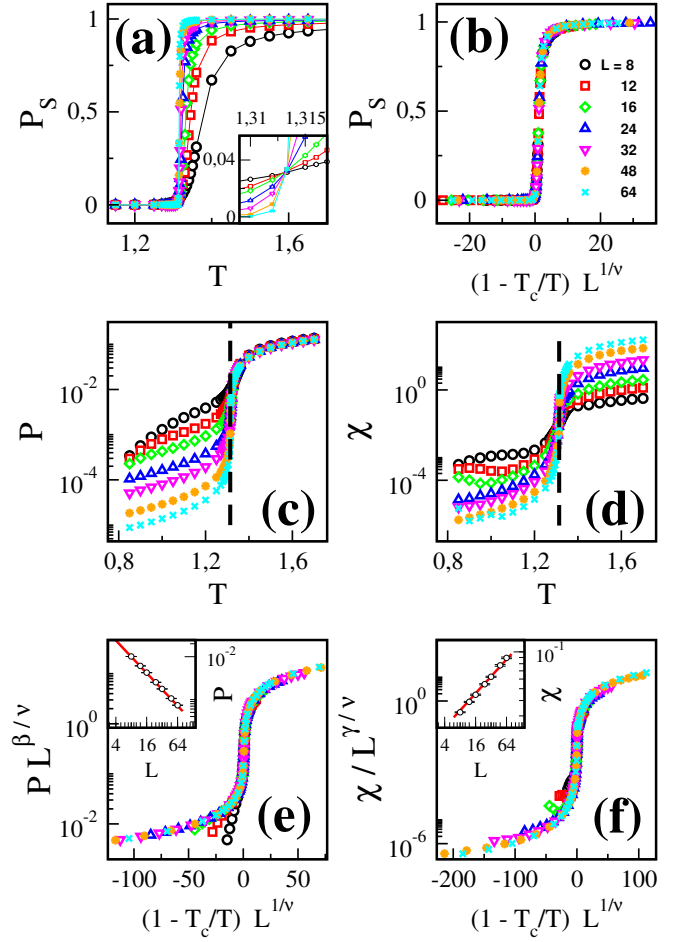 (a)
P_S
1
0,5
0
1,2
1,6
T
1,31
1,315
0,04
0
(b)
P_S
1
0,5
0
-20
0
20
(1 - T_c/T) L^{1/ν}
L = 8
12
16
24
32
48
64
(c)
P
10^{-2}
10^{-4}
0,8
1,2
1,6
T
(d)
χ
10^{0}
10^{-4}
0,8
1,2
1,6
T
(e)
P L^{β/ν}
10^{0}
10^{-2}
-100
-50
0
50
(1 - T_c/T) L^{1/ν}
10^{-2}
P
4
16
64
L
(f)
χ / L^{γ/ν}
10^{0}
10^{-6}
-200
-100
0
100
(1 - T_c/T) L^{1/ν}
10^{-1}
χ
4
16
64
L